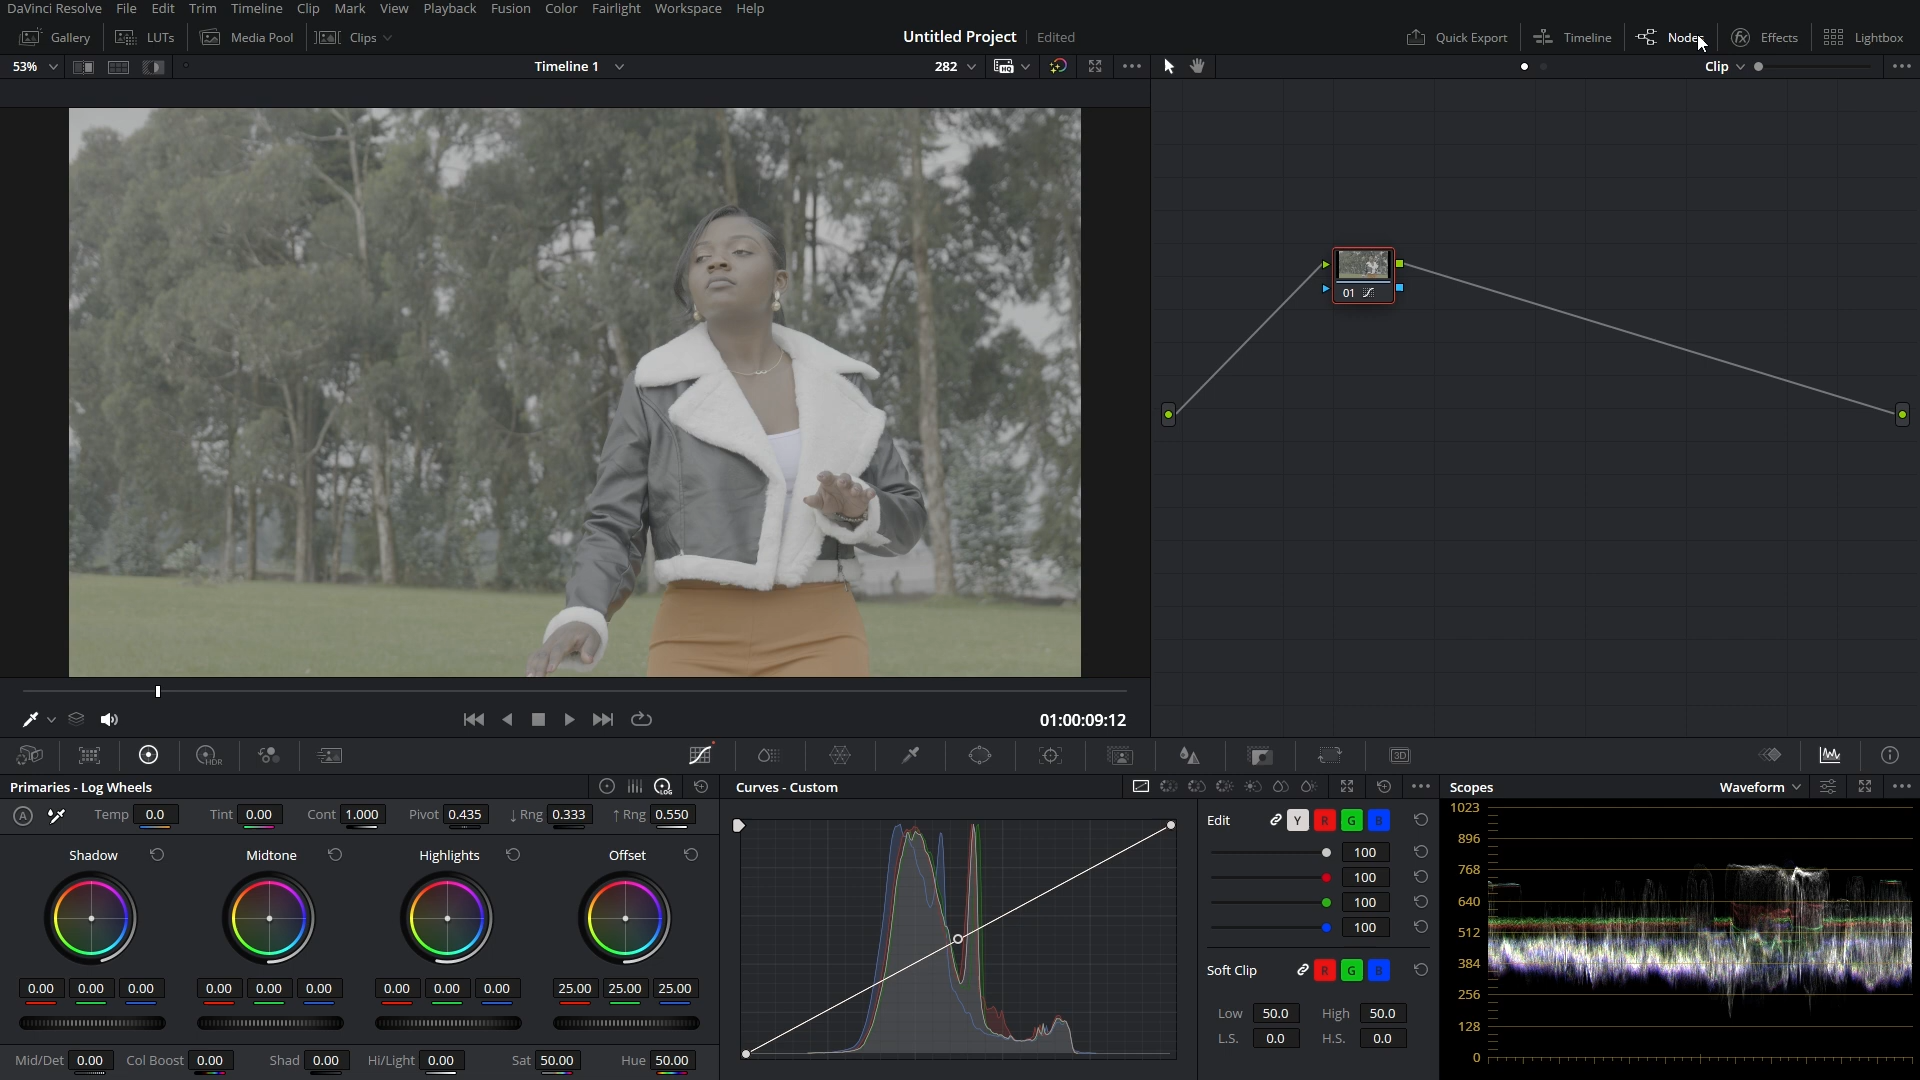 DaVinci Resolve File Edit Trim Timeline Clip Mark View Playback Fusion Color Fairlight Workspace Help
Gallery LUTs Media Pool Clips Untitled Project Edited Quick Export Timeline Nodes Effects Lightbox
53% Timeline 1 282 HQ Clip
01
01:00:09:12
HDR 3D
Primaries - Log Wheels LOG Curves - Custom Scopes Waveform
A Temp 0.0 Tint 0.00 Cont 1.000 Pivot 0.435 ↓ Rng 0.333 ↑ Rng 0.550
Shadow Midtone Highlights Offset
0.00 0.00 0.00 0.00 0.00 0.00 0.00 0.00 0.00 25.00 25.00 25.00
Mid/Det 0.00 Col Boost 0.00 Shad 0.00 Hi/Light 0.00 Sat 50.00 Hue 50.00
Edit Y R G B
100
100
100
100
Soft Clip R G B
Low 50.0 High 50.0
L.S. 0.0 H.S. 0.0
1023
896
768
640
512
384
256
128
0